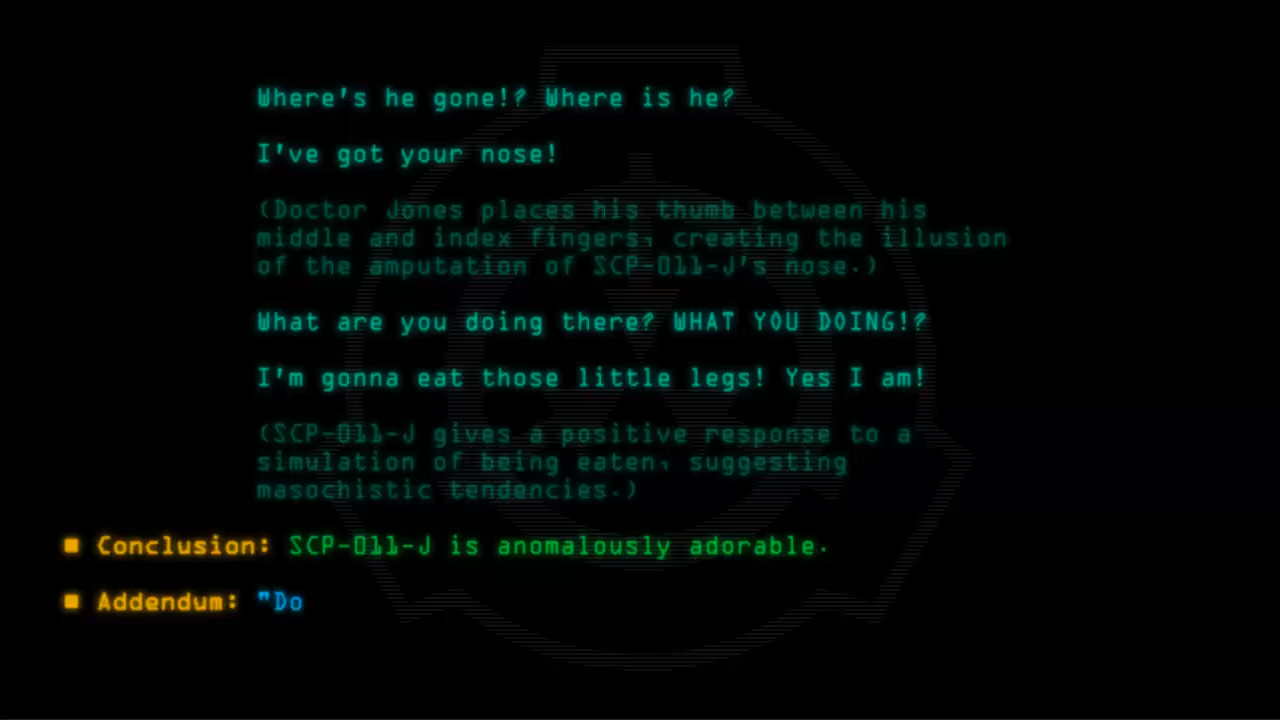 Where's he gone!? Where is he?
I've got your nose!
(Doctor Jones places his thumb between his
middle and index fingers, creating the illusion
of the amputation of SCP-011-J's nose.)
What are you doing there? WHAT YOU DOING!?
I'm gonna eat those little legs! Yes I am!
(SCP-011-J gives a positive response to a
simulation of being eaten, suggesting
masochistic tendencies.)
■ Conclusion: SCP-011-J is anomalously adorable.
■ Addendum: "Do